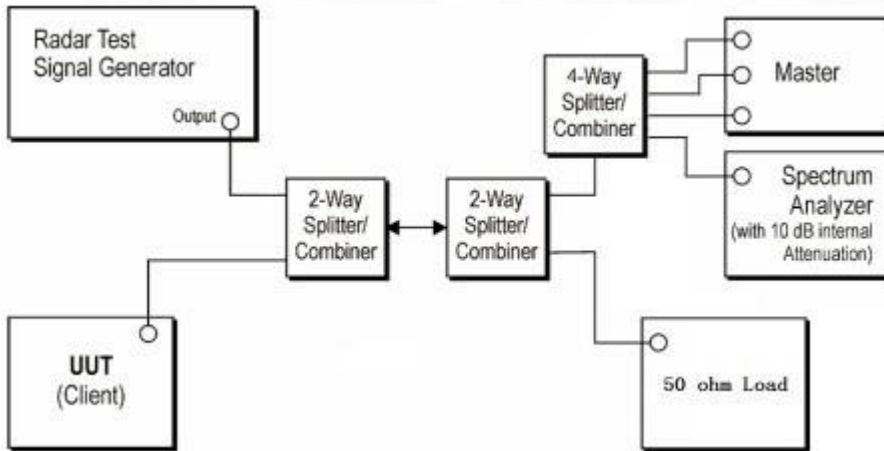 Radar Test
Signal Generator
Output
4-Way
Splitter/
Combiner
Master
2-Way
Splitter/
Combiner
2-Way
Splitter/
Combiner
Spectrum
Analyzer
(with 10 dB internal
Attenuation)
UUT
(Client)
50 ohm Load